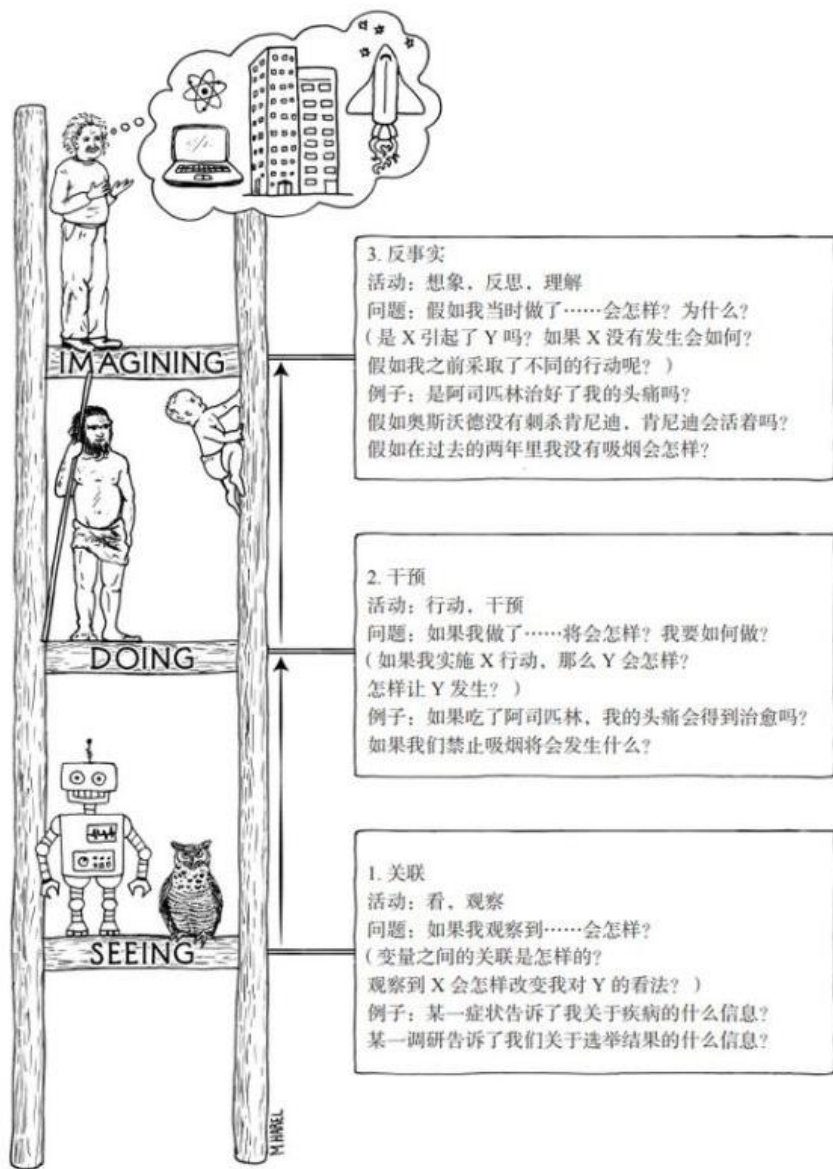 3. 反事实
活动：想象，反思，理解
问题：假如我当时做了……会怎样？为什么？
（是 X 引起了 Y 吗？如果 X 没有发生会如何？
假如我之前采取了不同的行动呢？）
例子：是阿司匹林治好了我的头痛吗？
假如奥斯沃德没有刺杀肯尼迪，肯尼迪会活着吗？
假如在过去的两年里我没有吸烟会怎样？
IMAGINING
2. 干预
活动：行动，干预
问题：如果我做了……将会怎样？我要如何做？
（如果我实施 X 行动，那么 Y 会怎样？
怎样让 Y 发生？）
例子：如果吃了阿司匹林，我的头痛会得到治愈吗？
如果我们禁止吸烟将会发生什么？
DOING
1. 关联
活动：看，观察
问题：如果我观察到……会怎样？
（变量之间的关联是怎样的？
观察到 X 会怎样改变我对 Y 的看法？）
例子：某一症状告诉了我关于疾病的什么信息？
某一调研告诉了我们关于选举结果的什么信息？
SEEING
M.HAREL